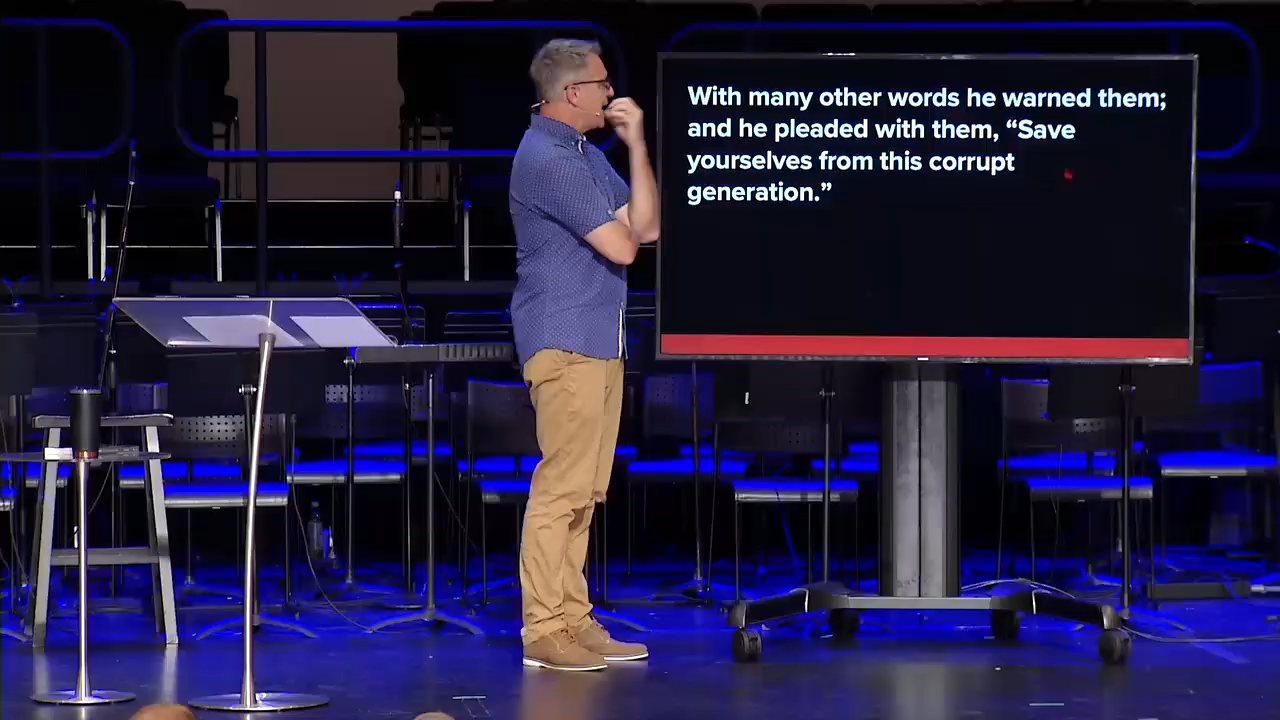 With many other words he warned them;
and he pleaded with them, “Save
yourselves from this corrupt
generation.”